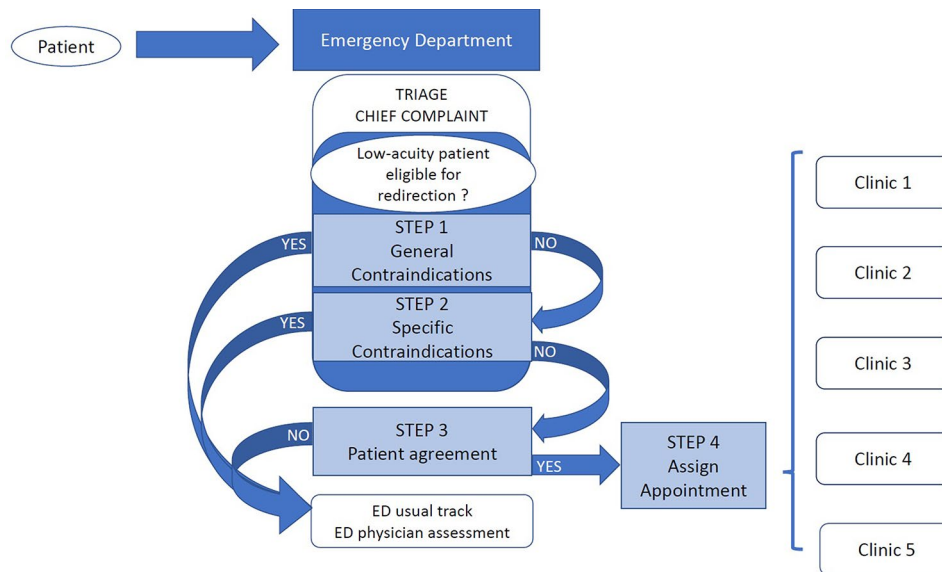 Patient
Emergency Department
TRIAGE
CHIEF COMPLAINT
Low-acuity patient
eligible for
redirection ?
YES
STEP 1
General
Contraindications
NO
YES
STEP 2
Specific
Contraindications
NO
NO
STEP 3
Patient agreement
YES
STEP 4
Assign
Appointment
ED usual track
ED physician assessment
Clinic 1
Clinic 2
Clinic 3
Clinic 4
Clinic 5